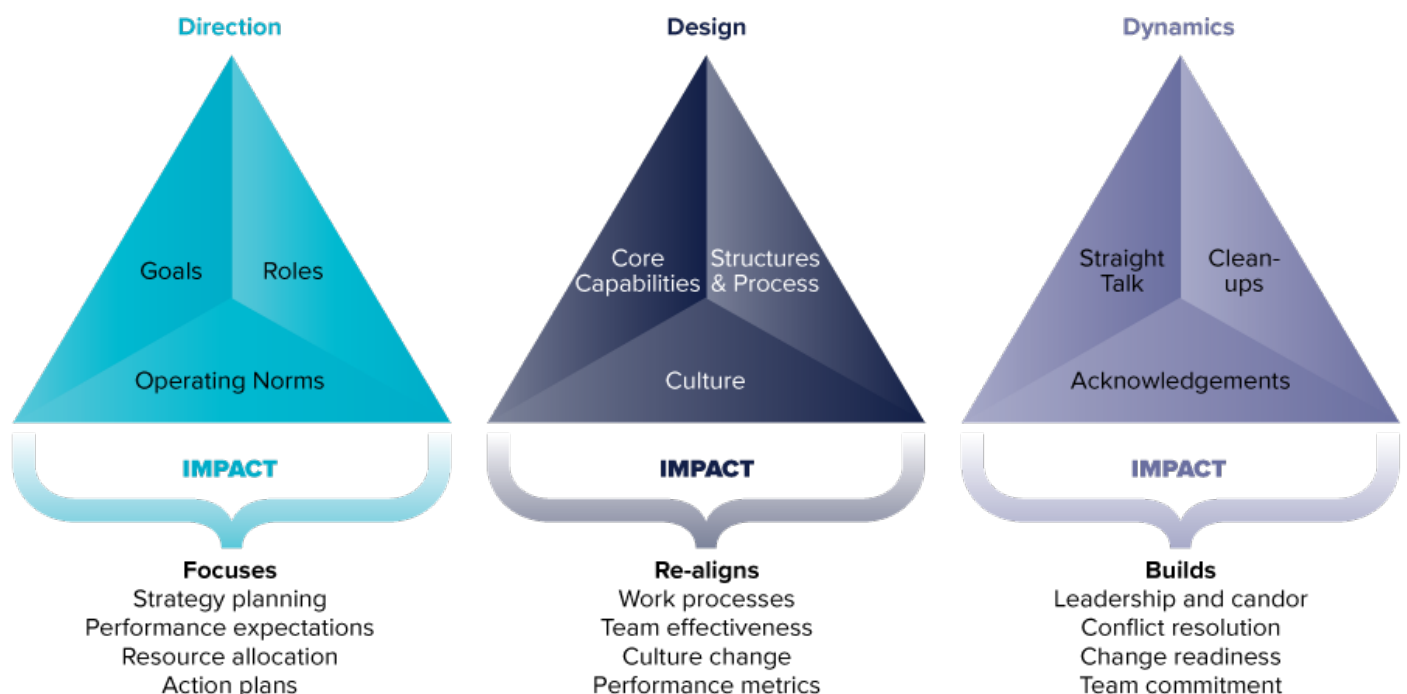 Direction
Goals
Roles
Operating Norms
IMPACT
Focuses
Strategy planning
Performance expectations
Resource allocation
Action plans
Design
Core
Capabilities
Structures
& Process
Culture
IMPACT
Re-aligns
Work processes
Team effectiveness
Culture change
Performance metrics
Dynamics
Straight
Talk
Clean-
ups
Acknowledgements
IMPACT
Builds
Leadership and candor
Conflict resolution
Change readiness
Team commitment